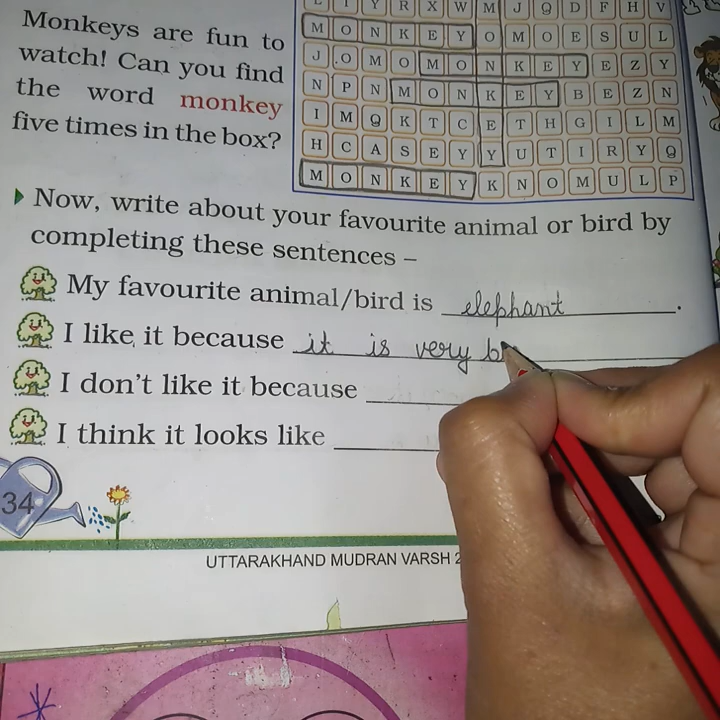 Monkeys are fun to
watch! Can you find
the word monkey
five times in the box?
L I Y R X W M J Q D F H V
M O N K E Y O M O E S U L
J O M O M O N K E Y E Z Y
N P N M O N K E Y B E Z N
I M Q K T C E T H G I L M
H C A S E Y Y U T I R Y Q
M O N K E Y K N O M U L P
Now, write about your favourite animal or bird by
completing these sentences –
My favourite animal/bird is elephant.
I like it because it is very b
I don't like it because
I think it looks like
34
UTTARAKHAND MUDRAN VARSH 2